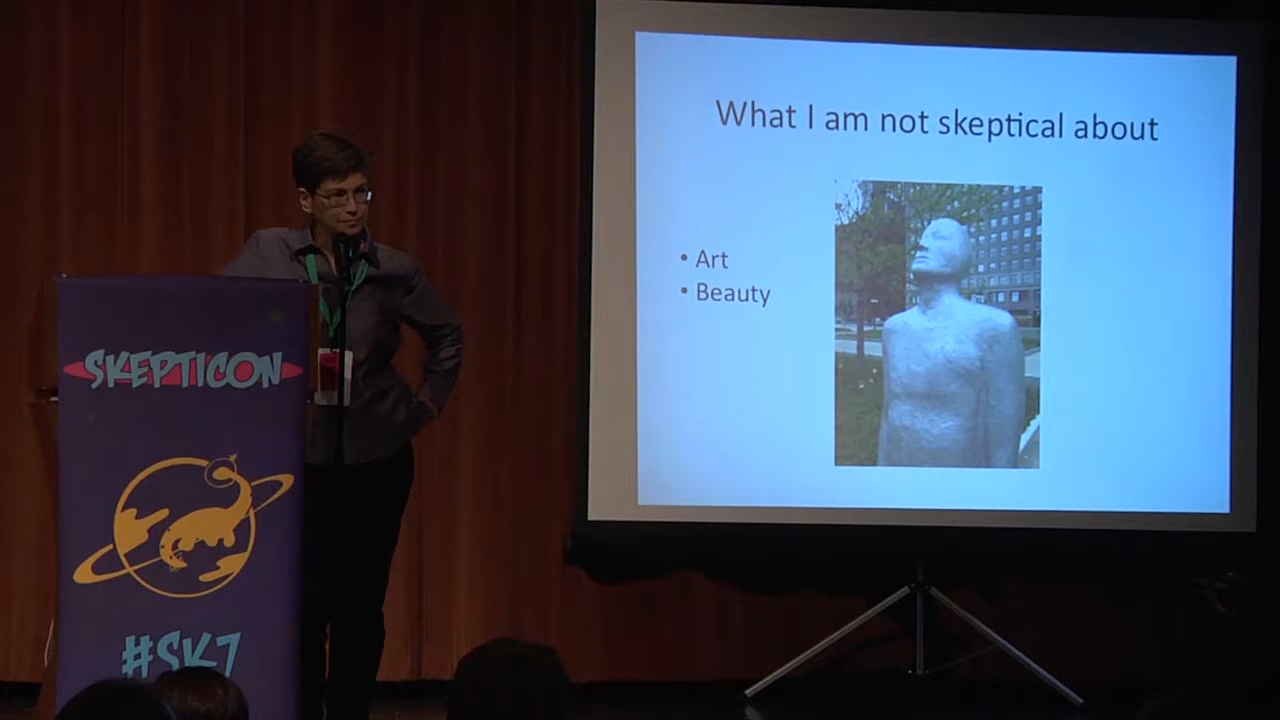 SKEPTICON
#SK7
What I am not skeptical about
• Art
• Beauty